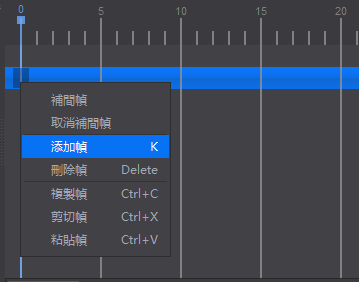 0 5 10 15 20
補間幀
取消補間幀
添加幀 K
刪除幀 Delete
複製幀 Ctrl+C
剪切幀 Ctrl+X
粘貼幀 Ctrl+V